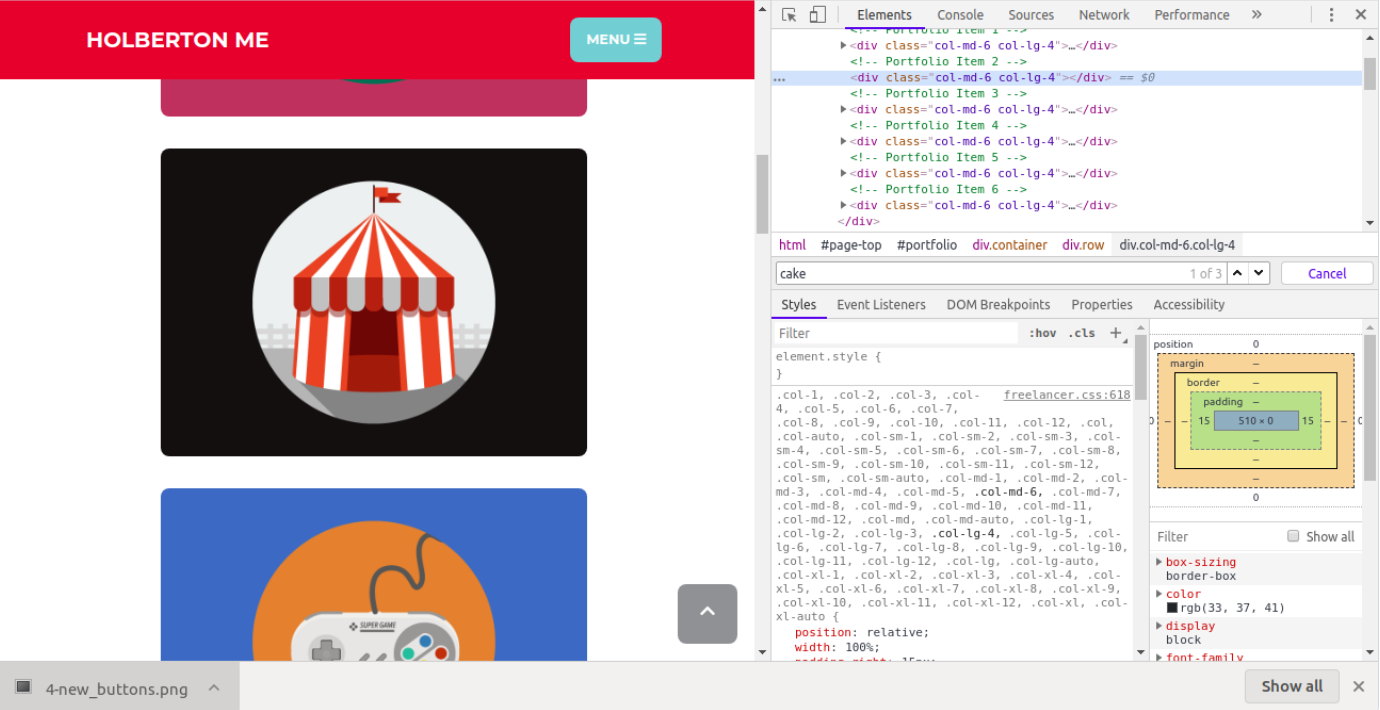 HOLBERTON ME
MENU
SUPER GAME
Elements Console Sources Network Performance »
<!-- Portfolio Item 1 -->
<div class="col-md-6 col-lg-4">…</div>
<!-- Portfolio Item 2 -->
… <div class="col-md-6 col-lg-4"></div> == $0
<!-- Portfolio Item 3 -->
<div class="col-md-6 col-lg-4">…</div>
<!-- Portfolio Item 4 -->
<div class="col-md-6 col-lg-4">…</div>
<!-- Portfolio Item 5 -->
<div class="col-md-6 col-lg-4">…</div>
<!-- Portfolio Item 6 -->
<div class="col-md-6 col-lg-4">…</div>
</div>
html #page-top #portfolio div.container div.row div.col-md-6.col-lg-4
cake 1 of 3 Cancel
Styles Event Listeners DOM Breakpoints Properties Accessibility
Filter :hov .cls +
element.style {
}
.col-1, .col-2, .col-3, .col- freelancer.css:618
4, .col-5, .col-6, .col-7,
.col-8, .col-9, .col-10, .col-11, .col-12, .col,
.col-auto, .col-sm-1, .col-sm-2, .col-sm-3, .col-
sm-4, .col-sm-5, .col-sm-6, .col-sm-7, .col-sm-8,
.col-sm-9, .col-sm-10, .col-sm-11, .col-sm-12,
.col-sm, .col-sm-auto, .col-md-1, .col-md-2, .col-
md-3, .col-md-4, .col-md-5, .col-md-6, .col-md-7,
.col-md-8, .col-md-9, .col-md-10, .col-md-11,
.col-md-12, .col-md, .col-md-auto, .col-lg-1,
.col-lg-2, .col-lg-3, .col-lg-4, .col-lg-5, .col-
lg-6, .col-lg-7, .col-lg-8, .col-lg-9, .col-lg-10,
.col-lg-11, .col-lg-12, .col-lg, .col-lg-auto,
.col-xl-1, .col-xl-2, .col-xl-3, .col-xl-4, .col-
xl-5, .col-xl-6, .col-xl-7, .col-xl-8, .col-xl-9,
.col-xl-10, .col-xl-11, .col-xl-12, .col-xl, .col-
xl-auto {
position: relative;
width: 100%;
padding-right: 15px;
position 0
margin –
border –
padding –
0 – – 15 510 × 0 15 – – 0
–
–
–
0
Filter Show all
box-sizing
border-box
color
rgb(33, 37, 41)
display
block
font-family
4-new_buttons.png
Show all